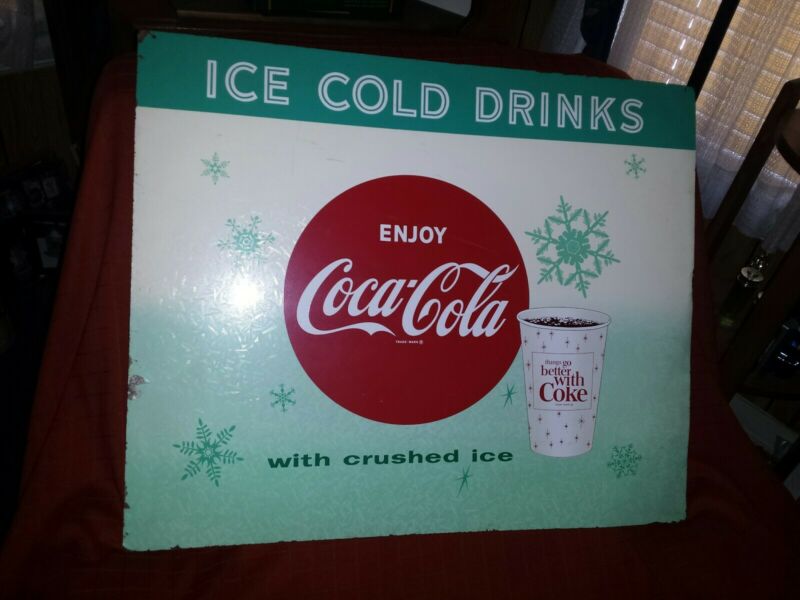 ICE COLD DRINKS
ENJOY
Coca-Cola
TRADE-MARK ®
things go
better
with
Coke
with crushed ice